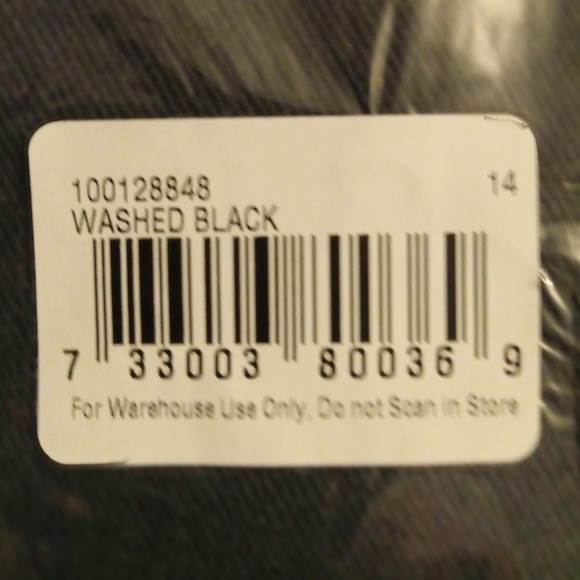 100128848 14
WASHED BLACK
7 33003 80036 9
For Warehouse Use Only, Do not Scan in Store